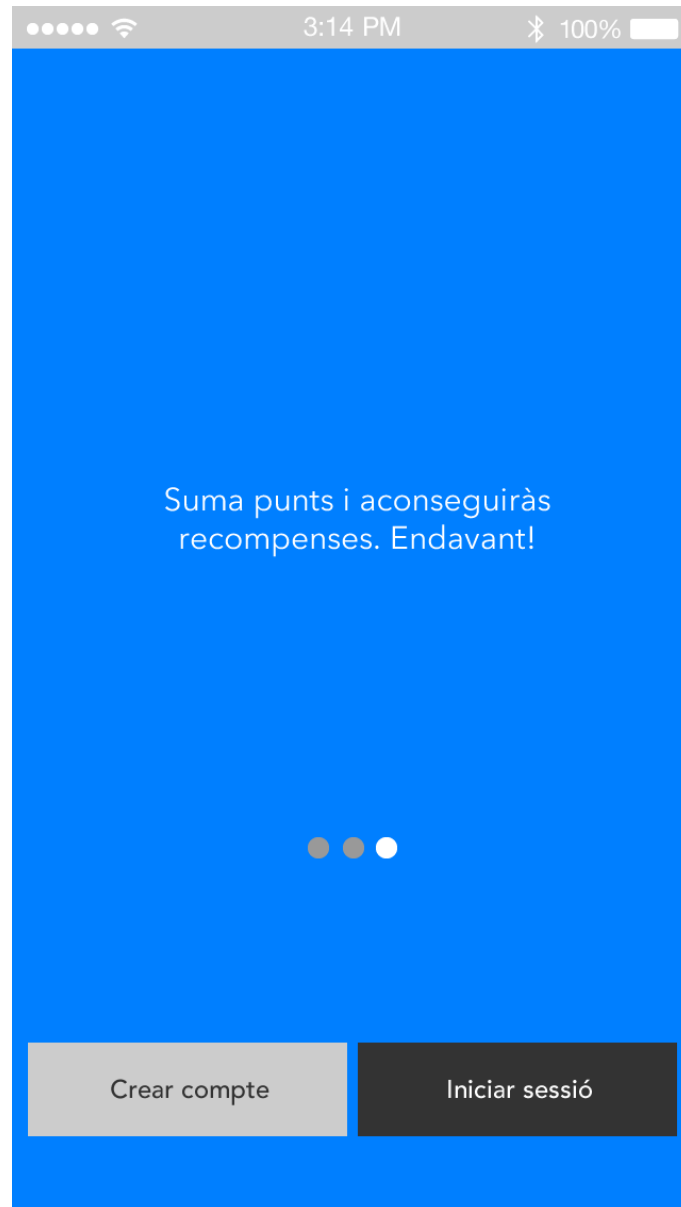 3:14 PM
100%
Suma punts i aconseguiràs
recompenses. Endavant!
Crear compte
Iniciar sessió